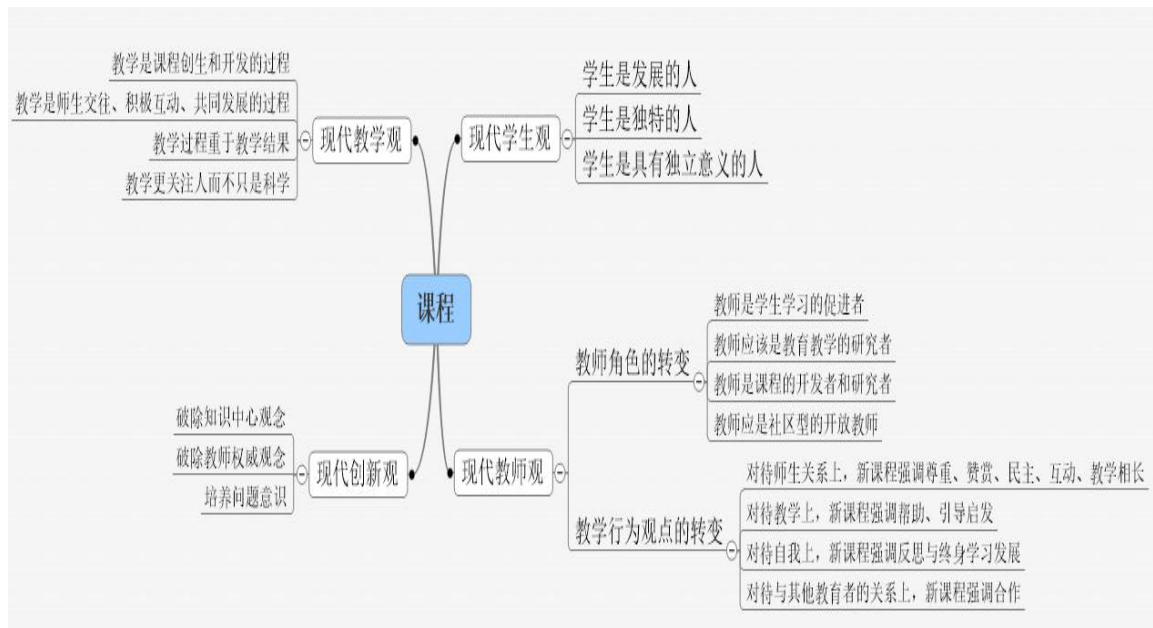 课程
现代教学观
教学是课程创生和开发的过程
教学是师生交往、积极互动、共同发展的过程
教学过程重于教学结果
教学更关注人而不只是科学
现代学生观
学生是发展的人
学生是独特的人
学生是具有独立意义的人
现代创新观
破除知识中心观念
破除教师权威观念
培养问题意识
现代教师观
教师角色的转变
教师是学生学习的促进者
教师应该是教育教学的研究者
教师是课程的开发者和研究者
教师应是社区型的开放教师
教学行为观点的转变
对待师生关系上，新课程强调尊重、赞赏、民主、互动、教学相长
对待教学上，新课程强调帮助、引导启发
对待自我上，新课程强调反思与终身学习发展
对待与其他教育者的关系上，新课程强调合作